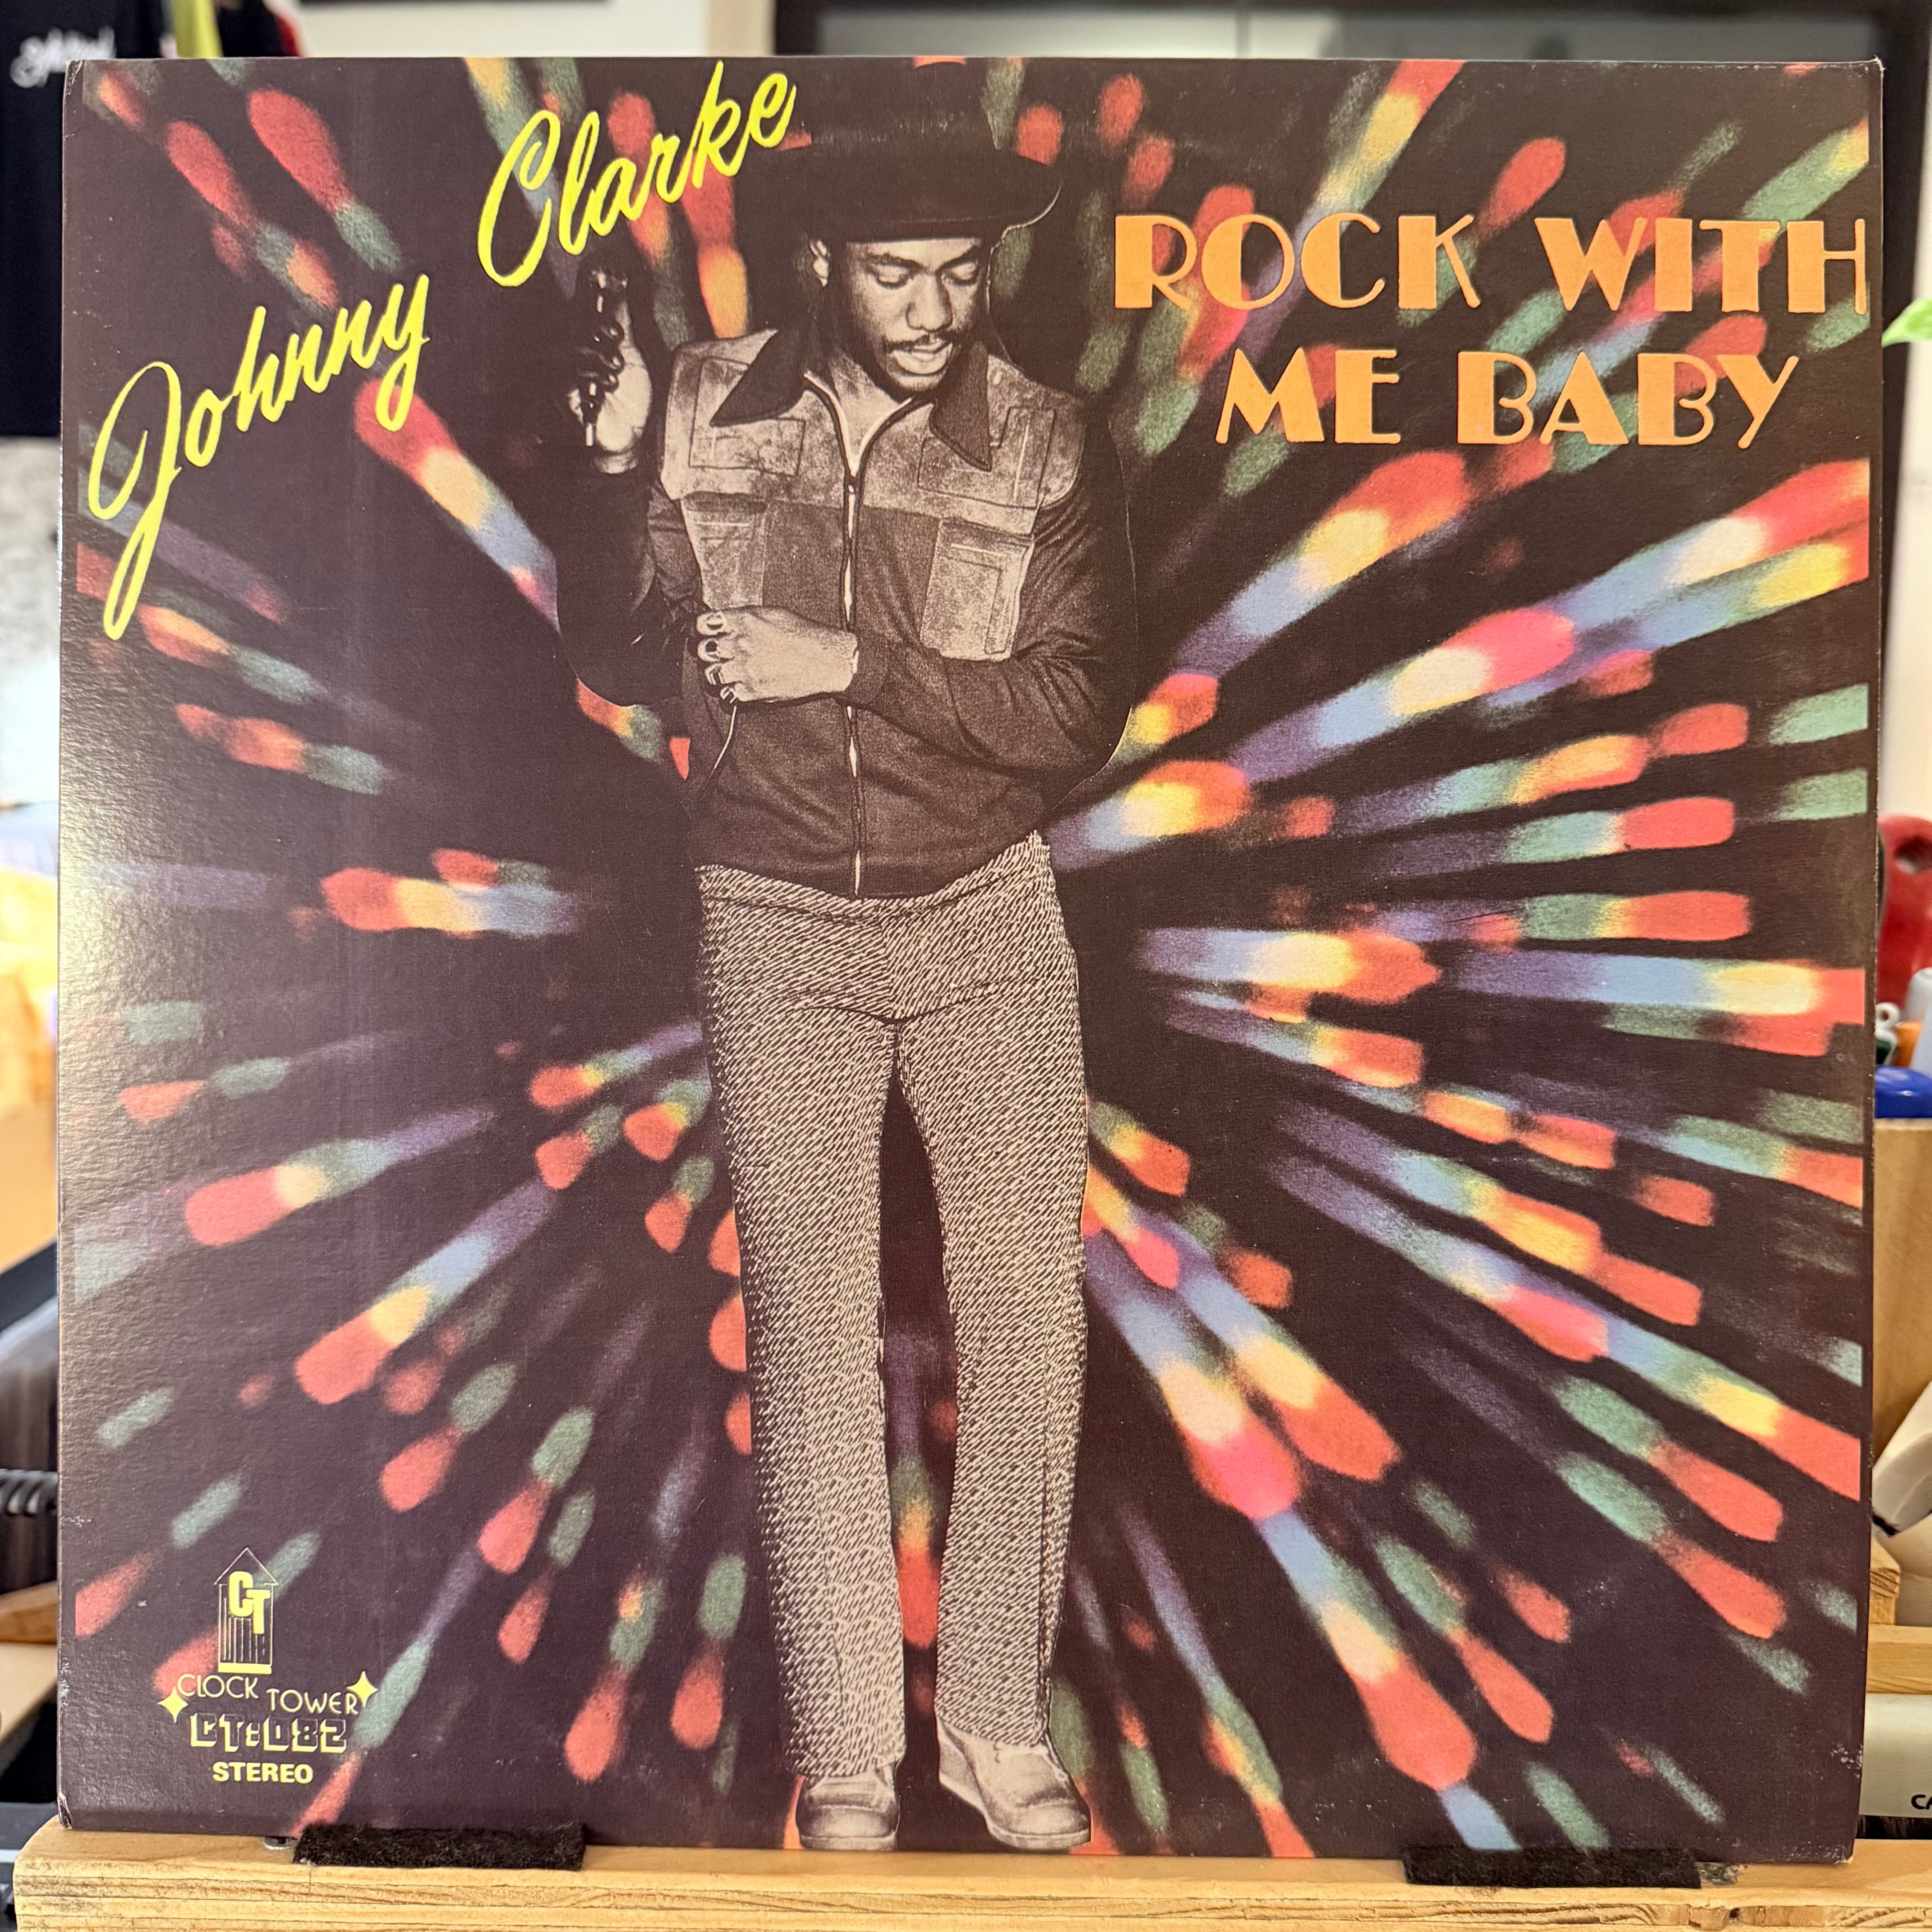 Johnny Clarke
ROCK WITH
ME BABY
CT
CLOCK TOWER
CT:082
STEREO